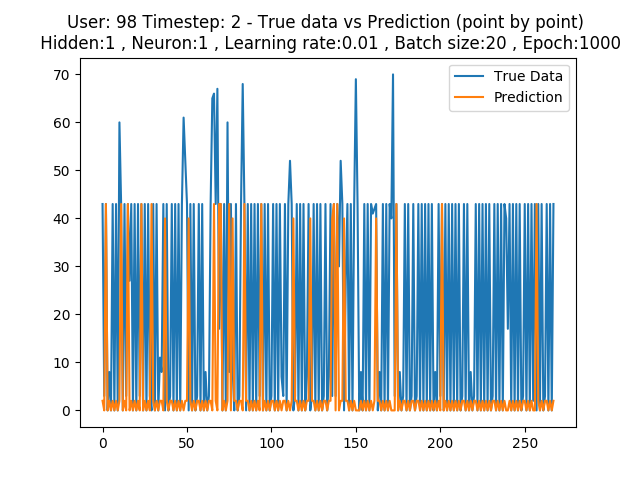 User: 98 Timestep: 2 - True data vs Prediction (point by point)
Hidden:1 , Neuron:1 , Learning rate:0.01 , Batch size:20 , Epoch:1000
True Data
Prediction
70
60
50
40
30
20
10
0
0 50 100 150 200 250